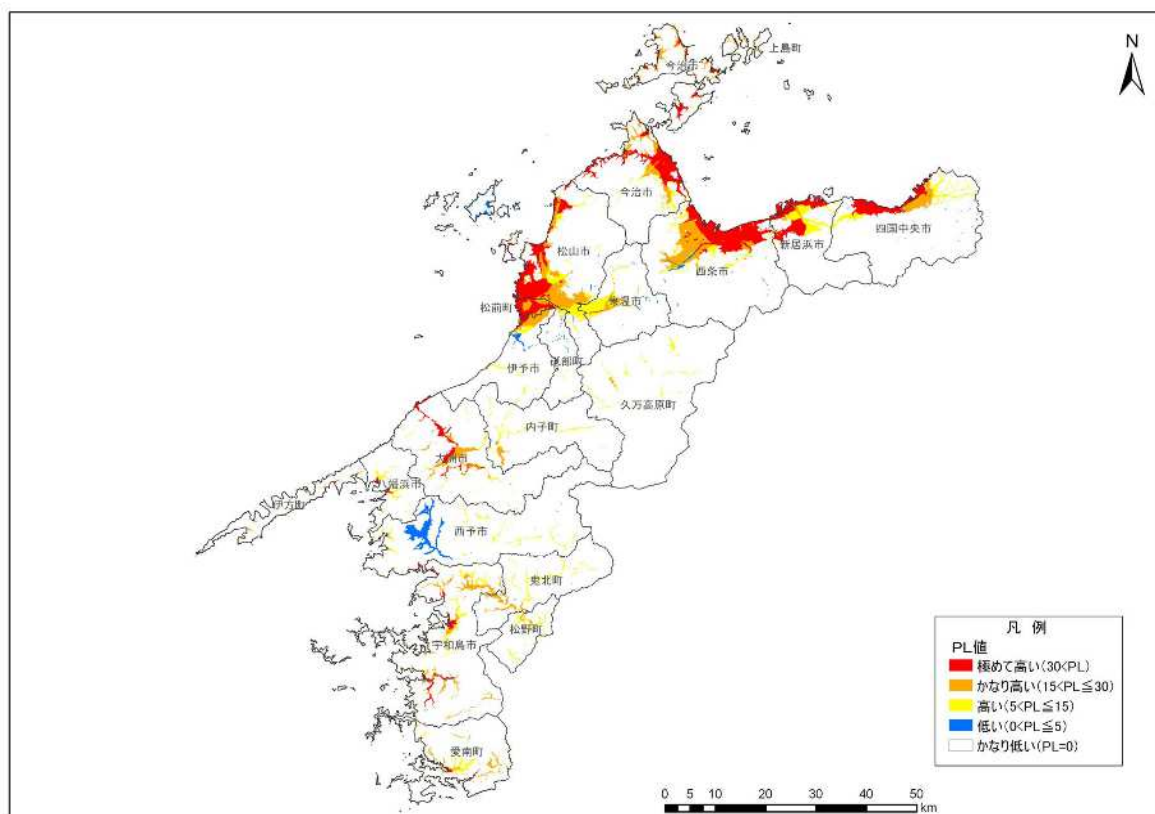 上島町
今治市
N
今治市
四国中央市
新居浜市
松山市
西条市
東温市
松前町
伊予市
砥部町
久万高原町
内子町
大洲市
八幡浜市
伊方町
西予市
鬼北町
松野町
宇和島市
愛南町
凡 例
PL値
極めて高い(30<PL)
かなり高い(15<PL≦30)
高い(5<PL≦15)
低い(0<PL≦5)
かなり低い(PL=0)
0 5 10 20 30 40 50
km